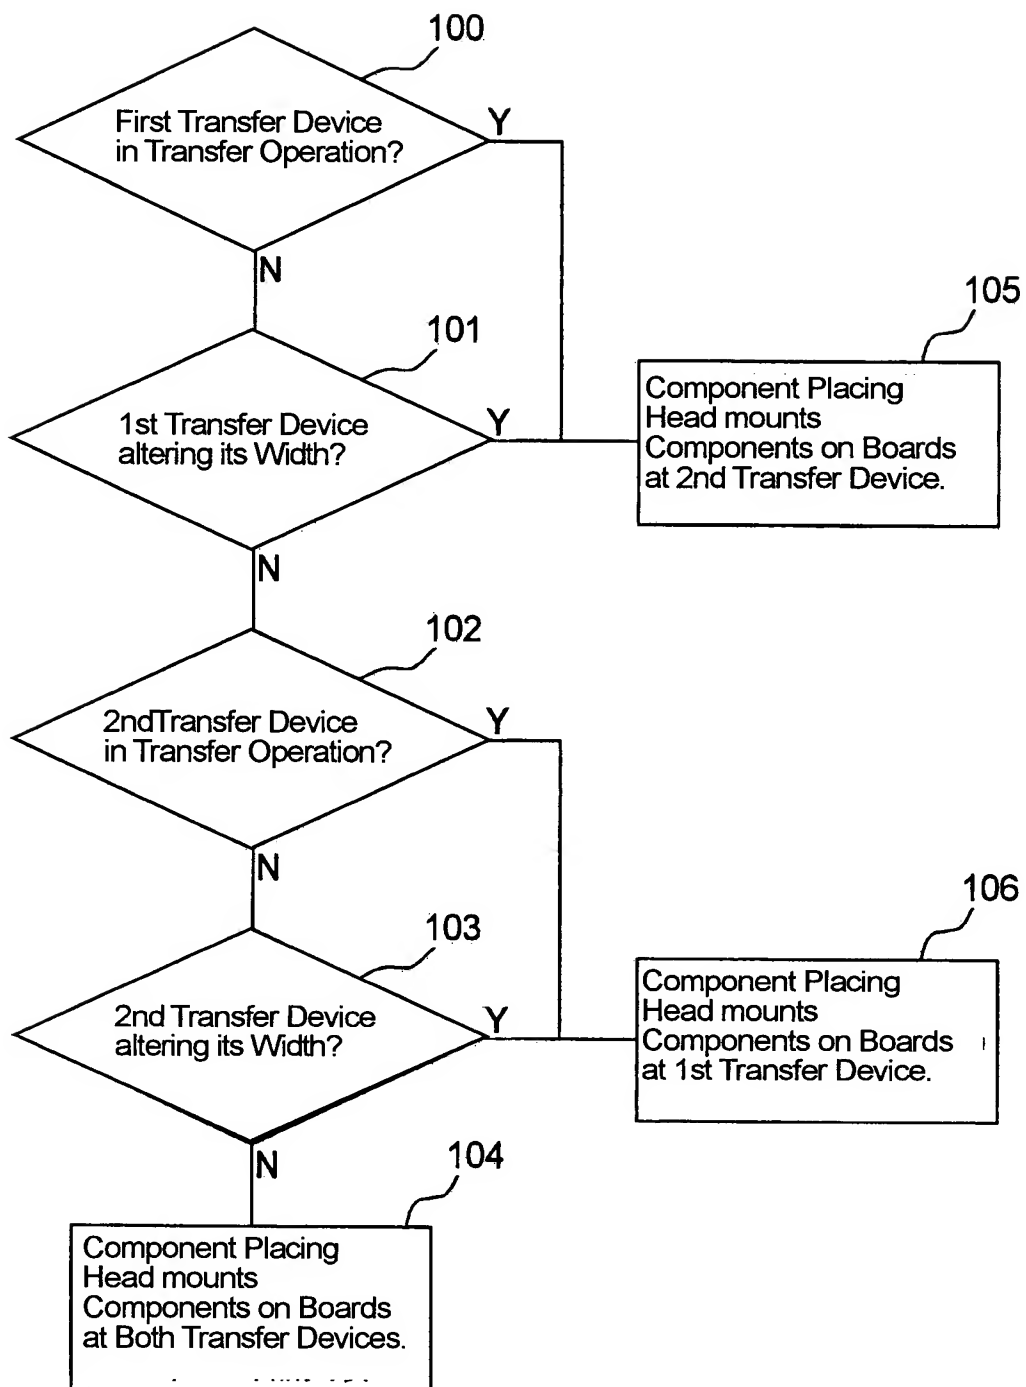 100
First Transfer Device
in Transfer Operation?
Y
N
101
1st Transfer Device
altering its Width?
Y
N
105
Component Placing
Head mounts
Components on Boards
at 2nd Transfer Device.
102
2ndTransfer Device
in Transfer Operation?
Y
N
103
2nd Transfer Device
altering its Width?
Y
N
106
Component Placing
Head mounts
Components on Boards
at 1st Transfer Device.
104
Component Placing
Head mounts
Components on Boards
at Both Transfer Devices.